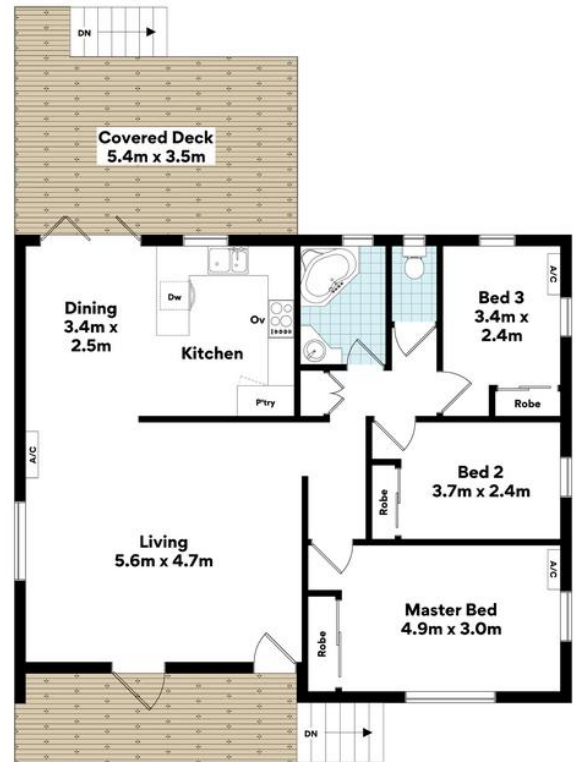 DN
Covered Deck
5.4m x 3.5m
Dining
3.4m x
2.5m
Dw
Ov
Kitchen
P'try
A/C
Bed 3
3.4m x
2.4m
Robe
A/C
Bed 2
3.7m x 2.4m
Robe
Living
5.6m x 4.7m
A/C
Master Bed
4.9m x 3.0m
Robe
DN